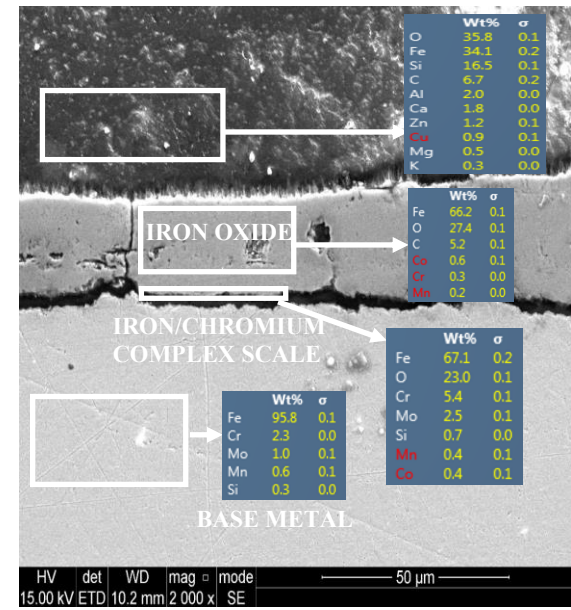 Wt% σ
O 35.8 0.1
Fe 34.1 0.2
Si 16.5 0.1
C 6.7 0.2
Al 2.0 0.0
Ca 1.8 0.0
Zn 1.2 0.1
Cu 0.9 0.1
Mg 0.5 0.0
K 0.3 0.0
Wt% σ
Fe 66.2 0.1
O 27.4 0.1
C 5.2 0.1
Co 0.6 0.1
Cr 0.3 0.0
Mn 0.2 0.0
IRON OXIDE
IRON/CHROMIUM
COMPLEX SCALE
Wt% σ
Fe 67.1 0.2
O 23.0 0.1
Cr 5.4 0.1
Mo 2.5 0.1
Si 0.7 0.0
Mn 0.4 0.1
Co 0.4 0.1
Wt% σ
Fe 95.8 0.1
Cr 2.3 0.0
Mo 1.0 0.1
Mn 0.6 0.1
Si 0.3 0.0
BASE METAL
HV det WD mag □ mode 50 µm
15.00 kV ETD 10.2 mm 2 000 x SE